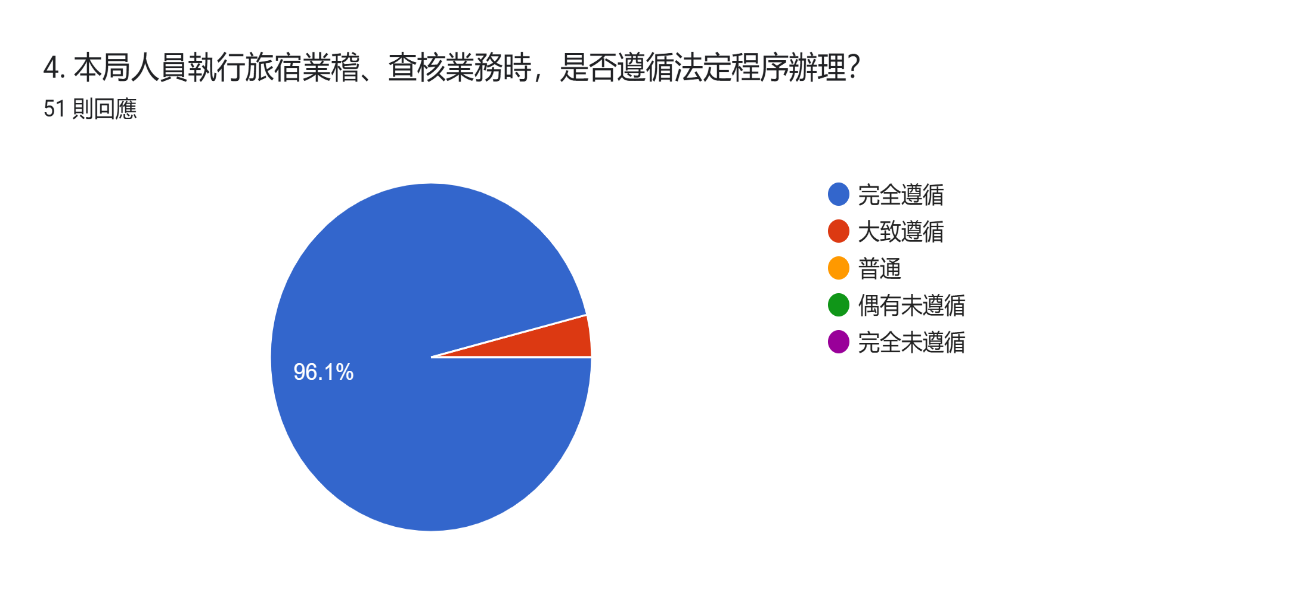 4. 本局人員執行旅宿業稽、查核業務時，是否遵循法定程序辦理？
51 則回應
完全遵循
大致遵循
普通
偶有未遵循
完全未遵循
96.1%